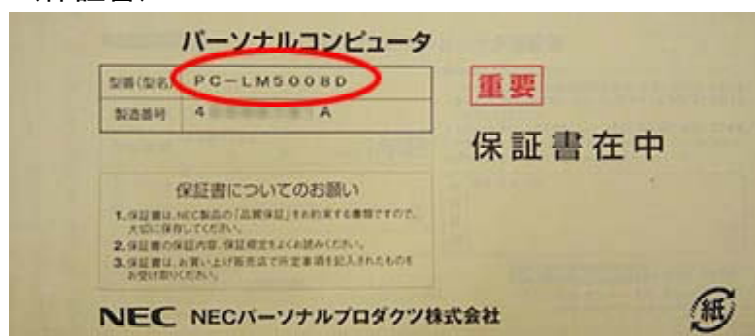 パーソナルコンピュータ
型番(型名) PC-LM5008D
製造番号 4 A
重要
保証書在中
保証書についてのお願い
1.保証書は、NEC製品の「品質保証」をお約束する書類ですので、
大切に保存してください。
2.保証書の保証内容、保証規定をよくお読みください。
3.保証書は、お買い上げ販売店で所定事項を記入されたものを
お受け取りください。
NEC NECパーソナルプロダクツ株式会社
紙